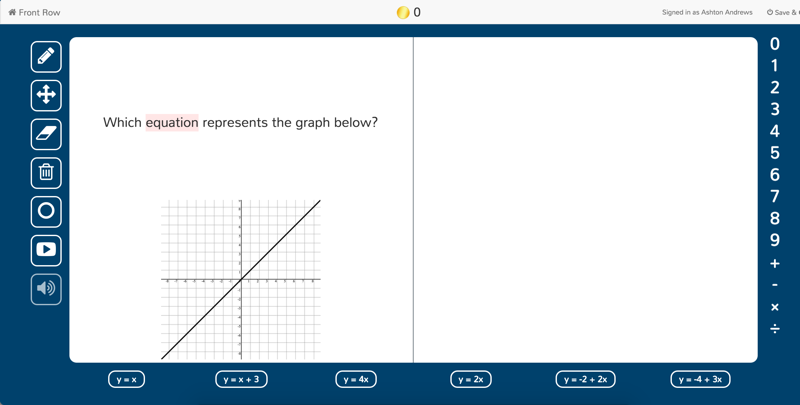 Front Row
0
Signed in as Ashton Andrews
Save &
Which equation represents the graph below?
y = x
y = x + 3
y = 4x
y = 2x
y = -2 + 2x
y = -4 + 3x
0
1
2
3
4
5
6
7
8
9
+
-
×
÷